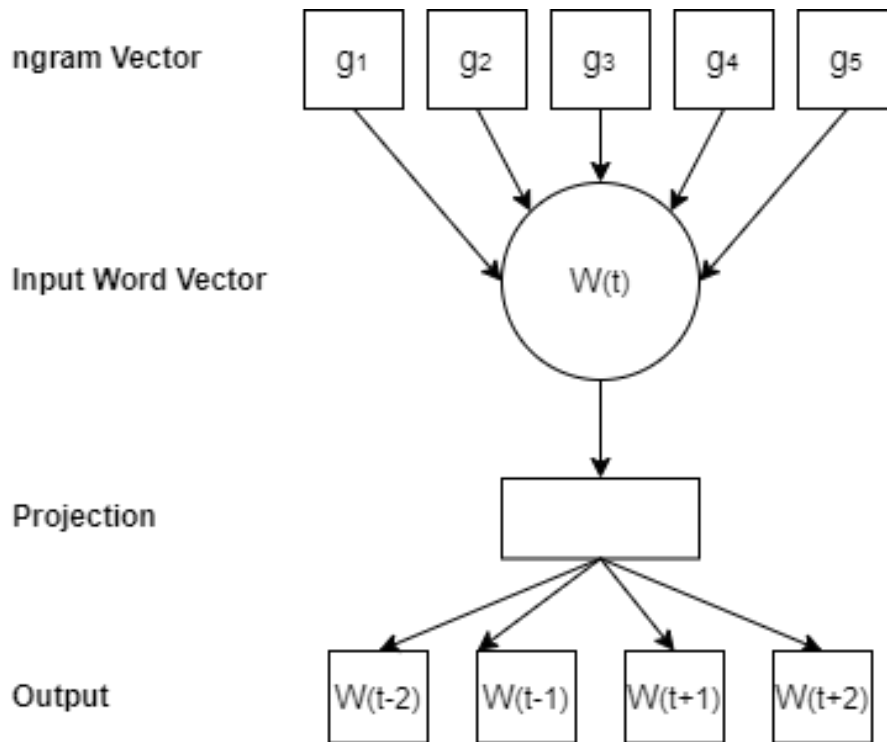 ngram Vector g1 g2 g3 g4 g5
Input Word Vector W(t)
Projection
Output W(t-2) W(t-1) W(t+1) W(t+2)